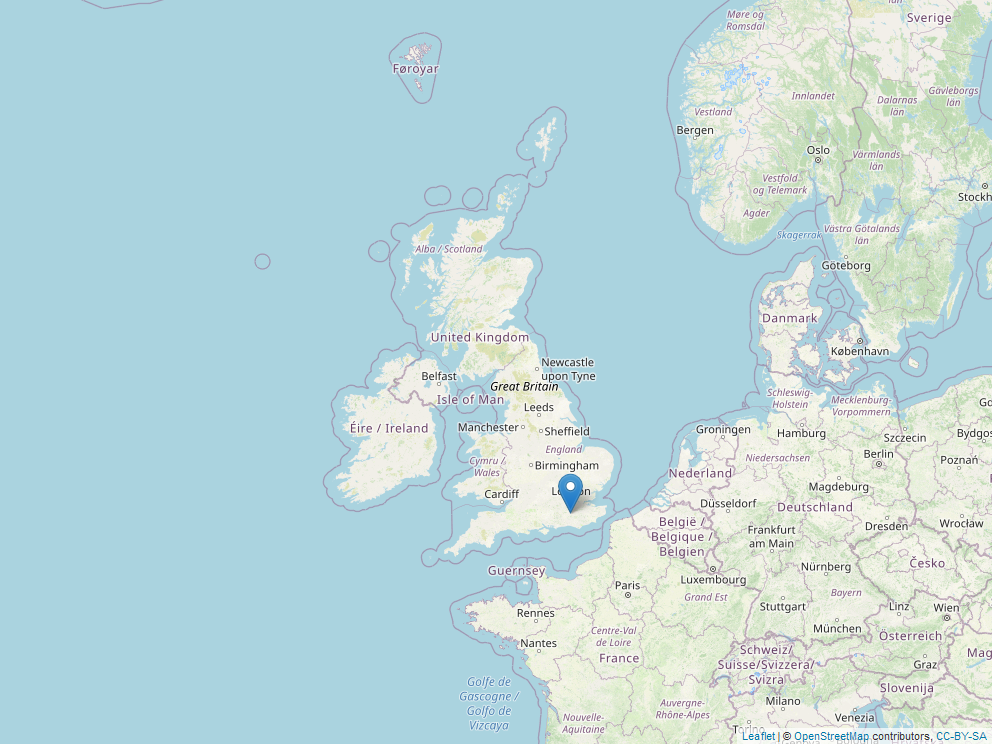 Møre og
Romsdal
Sverige
Føroyar
Innlandet
Dalarnas
län
Gävleborgs
län
Vestland
Bergen
Oslo
Värmlands
län
Vestfold-
og Telemark
Stockh
Agder
Skagerrak
Västra Götalands
län
Alba / Scotland
Göteborg
Danmark
United Kingdom
København
Newcastle
upon Tyne
Belfast
Great Britain
Isle of Man
Leeds
Schleswig-
Holstein
Mecklenburg-
Vorpommern
Éire / Ireland
Manchester
Sheffield
Groningen
Hamburg
Szczecin
Bydgos
England
Cymru /
Wales
Birmingham
Nederland
Niedersachsen
Berlin
Poznań
Cardiff
Düsseldorf
Magdeburg
Deutschland
België /
Belgique /
Belgien
Frankfurt
am Main
Dresden
Wrocław
Guernsey
Luxembourg
Nürnberg
Česko
Paris
Grand Est
Bayern
Rennes
Stuttgart
Linz
Wien
Nantes
Centre-Val
de Loire
München
Österreich
France
Schweiz/
Suisse/Svizzera/
Svizra
Graz
Mag
Golfe de
Gascogne /
Golfo de
Vizcaya
Slovenija
Auvergne-
Rhône-Alpes
Milano
Nouvelle-
Aquitaine
Venezia
Leaflet | © OpenStreetMap contributors, CC-BY-SA